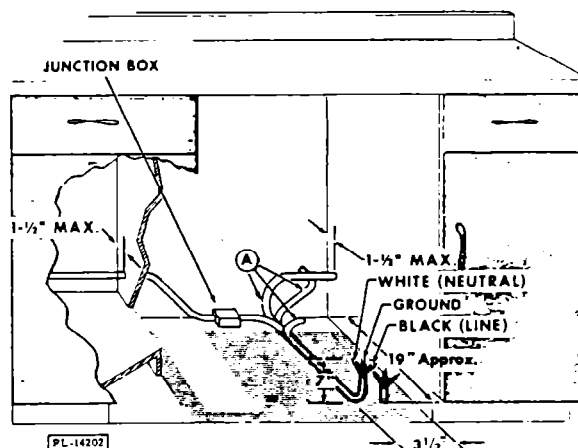 JUNCTION BOX
1-½" MAX.
A
1-½" MAX.
WHITE (NEUTRAL)
GROUND
BLACK (LINE)
19" Approx.
7"
3½"
PL-14202